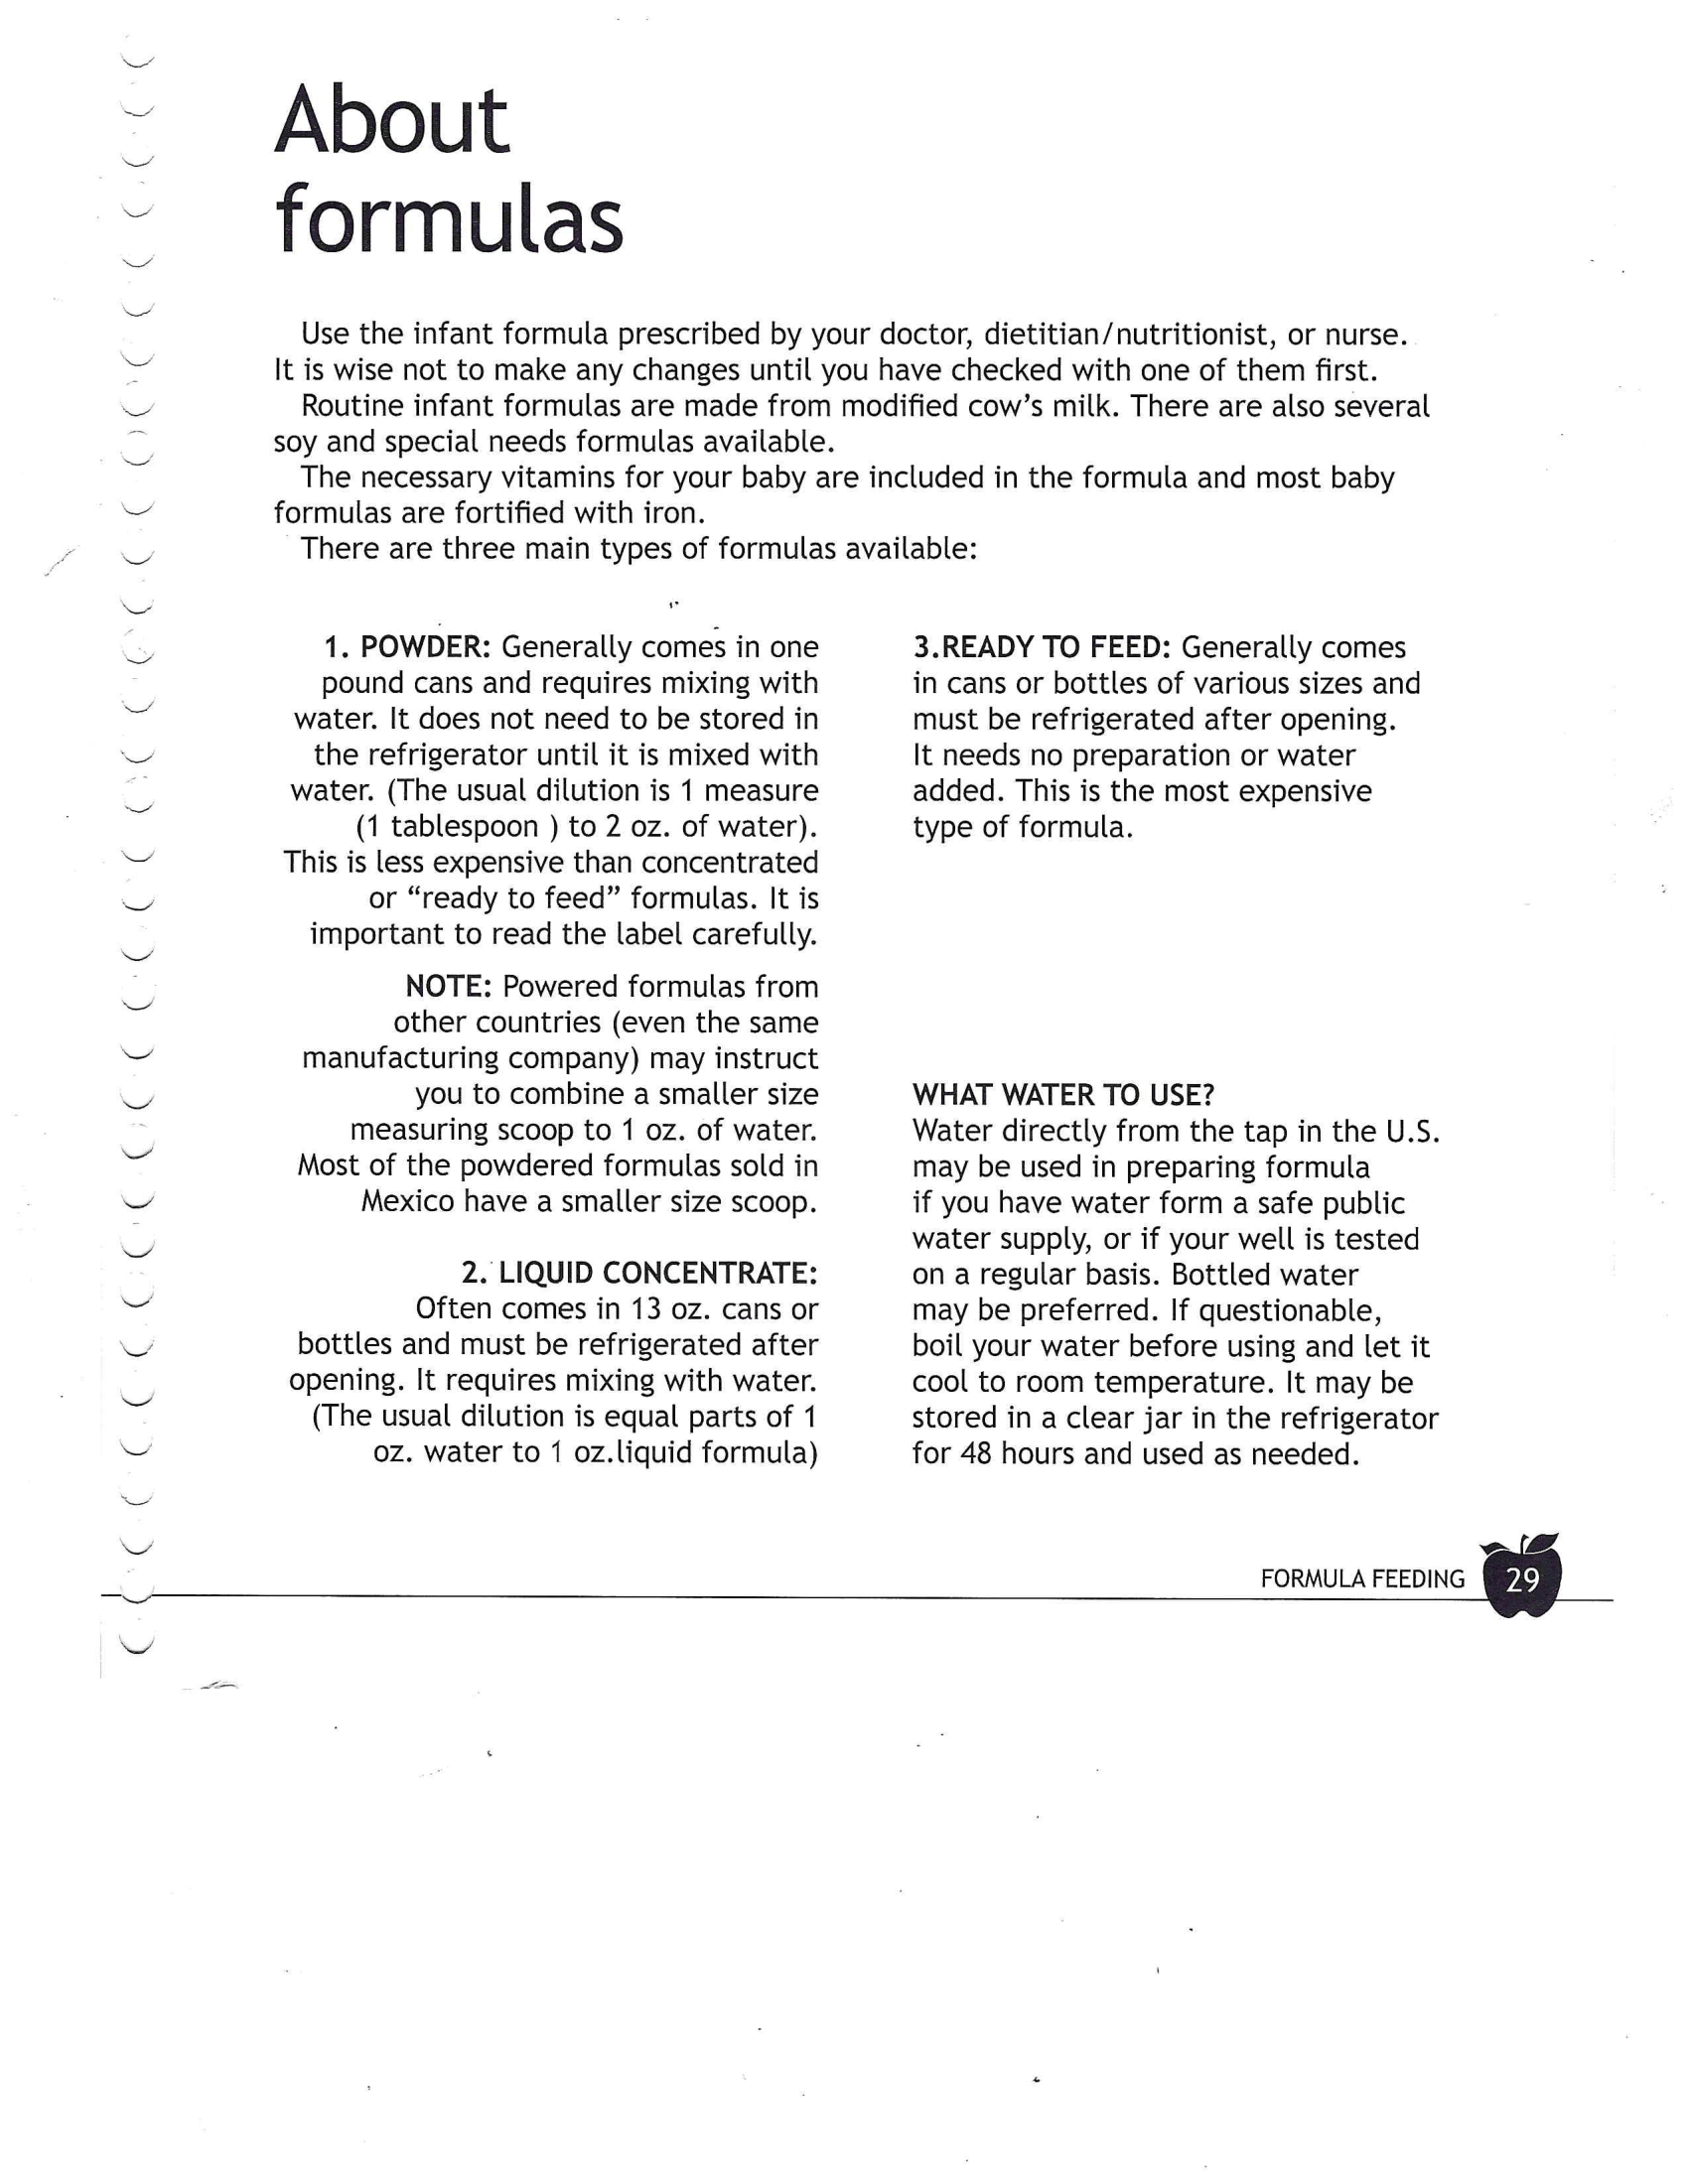 About
formulas
Use the infant formula prescribed by your doctor, dietitian/nutritionist, or nurse.
It is wise not to make any changes until you have checked with one of them first.
Routine infant formulas are made from modified cow's milk. There are also several
soy and special needs formulas available.
The necessary vitamins for your baby are included in the formula and most baby
formulas are fortified with iron.
There are three main types of formulas available:
1. POWDER: Generally comes in one
pound cans and requires mixing with
water. It does not need to be stored in
the refrigerator until it is mixed with
water. (The usual dilution is 1 measure
(1 tablespoon ) to 2 oz. of water).
This is less expensive than concentrated
or “ready to feed” formulas. It is
important to read the label carefully.
NOTE: Powered formulas from
other countries (even the same
manufacturing company) may instruct
you to combine a smaller size
measuring scoop to 1 oz. of water.
Most of the powdered formulas sold in
Mexico have a smaller size scoop.
2. LIQUID CONCENTRATE:
Often comes in 13 oz. cans or
bottles and must be refrigerated after
opening. It requires mixing with water.
(The usual dilution is equal parts of 1
oz. water to 1 oz.liquid formula)
3.READY TO FEED: Generally comes
in cans or bottles of various sizes and
must be refrigerated after opening.
It needs no preparation or water
added. This is the most expensive
type of formula.
WHAT WATER TO USE?
Water directly from the tap in the U.S.
may be used in preparing formula
if you have water form a safe public
water supply, or if your well is tested
on a regular basis. Bottled water
may be preferred. If questionable,
boil your water before using and let it
cool to room temperature. It may be
stored in a clear jar in the refrigerator
for 48 hours and used as needed.
FORMULA FEEDING 29